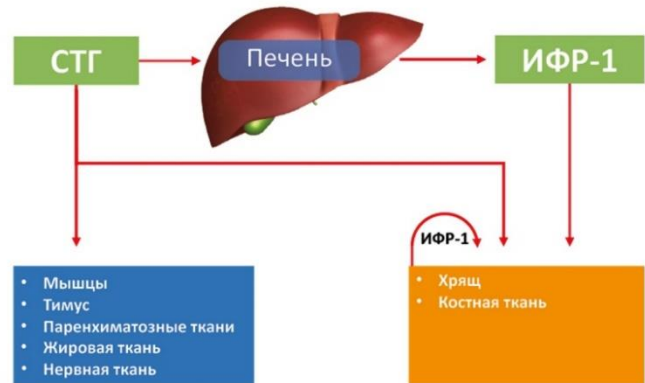 СТГ
Печень
ИФР-1
ИФР-1
• Мышцы
• Тимус
• Паренхиматозные ткани
• Жировая ткань
• Нервная ткань
• Хрящ
• Костная ткань